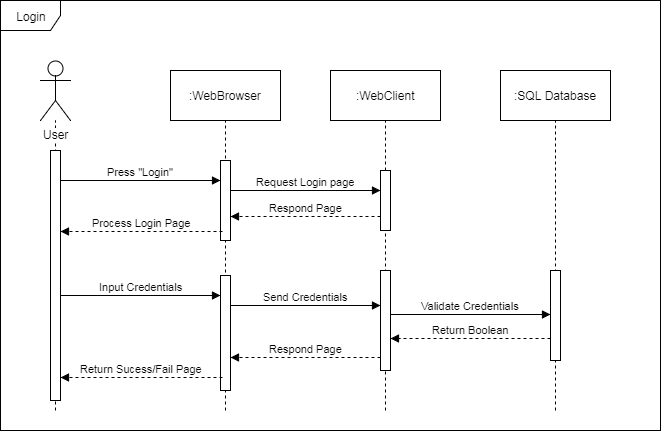 Login
:WebBrowser
:WebClient
:SQL Database
User
Press "Login"
Request Login page
Respond Page
Process Login Page
Input Credentials
Send Credentials
Validate Credentials
Return Boolean
Respond Page
Return Sucess/Fail Page